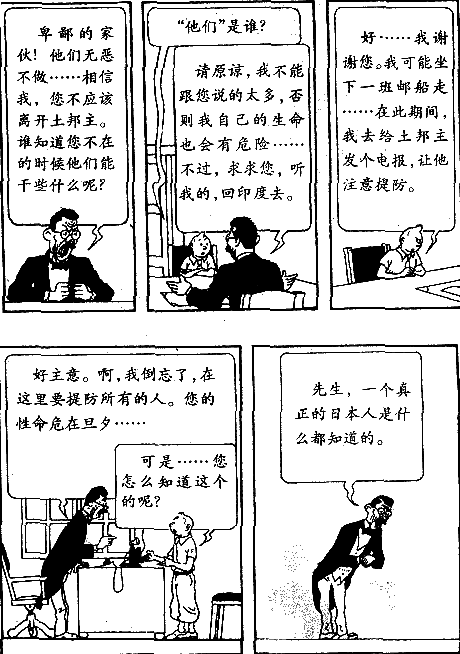 卑鄙的家
伙！他们无恶
不做……相信
我，您不应该
离开土邦主。
谁知道您不在
的时候他们能
干些什么呢？
“他们”是谁？
请原谅，我不能
跟您说的太多，否
则我自己的生命
也会有危险……
不过，求求您，听
我的，回印度去。
好……我谢
谢您。我可能坐
下一班邮船走
……在此期间，
我去给土邦主
发个电报，让他
注意提防。
好主意。啊，我倒忘了，在
这里要提防所有的人。您的
性命危在旦夕……
可是……您
怎么知道这个
的呢？
先生，一个真
正的日本人是什
么都知道的。